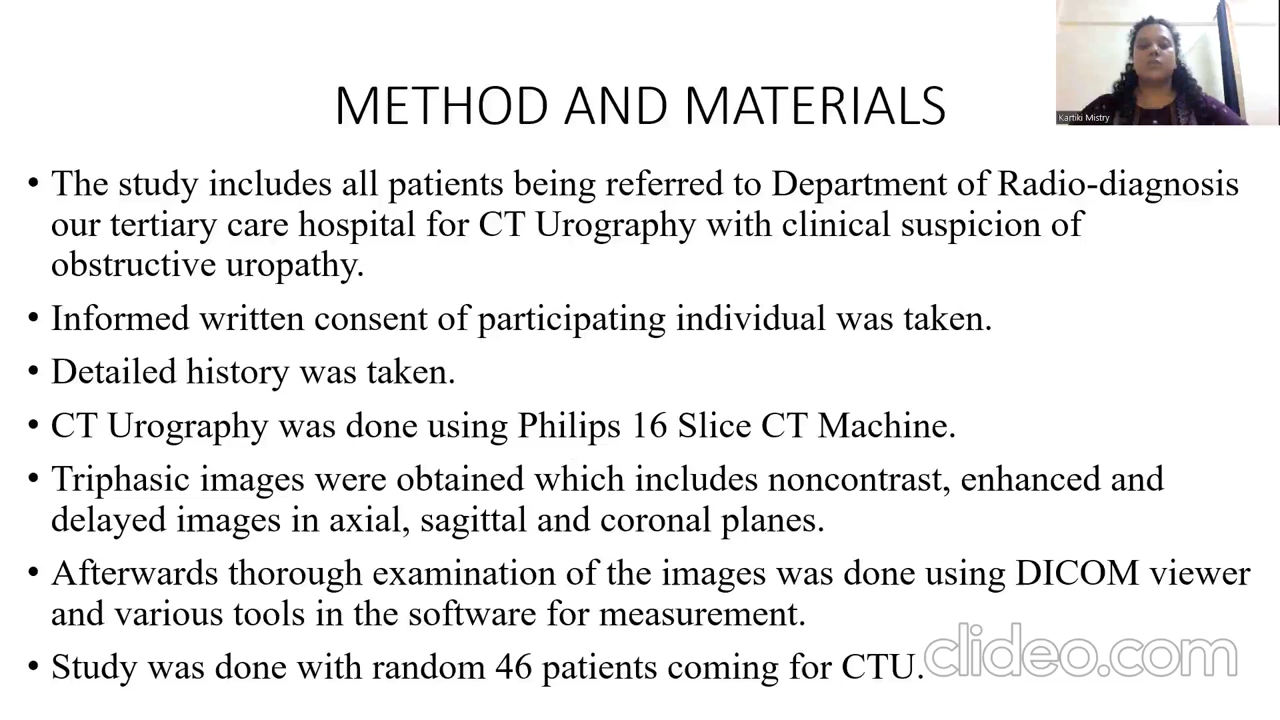 METHOD AND MATERIALS
Kartiki Mistry
• The study includes all patients being referred to Department of Radio-diagnosis
our tertiary care hospital for CT Urography with clinical suspicion of
obstructive uropathy.
• Informed written consent of participating individual was taken.
• Detailed history was taken.
• CT Urography was done using Philips 16 Slice CT Machine.
• Triphasic images were obtained which includes noncontrast, enhanced and
delayed images in axial, sagittal and coronal planes.
• Afterwards thorough examination of the images was done using DICOM viewer
and various tools in the software for measurement.
• Study was done with random 46 patients coming for CTU.
clideo.com